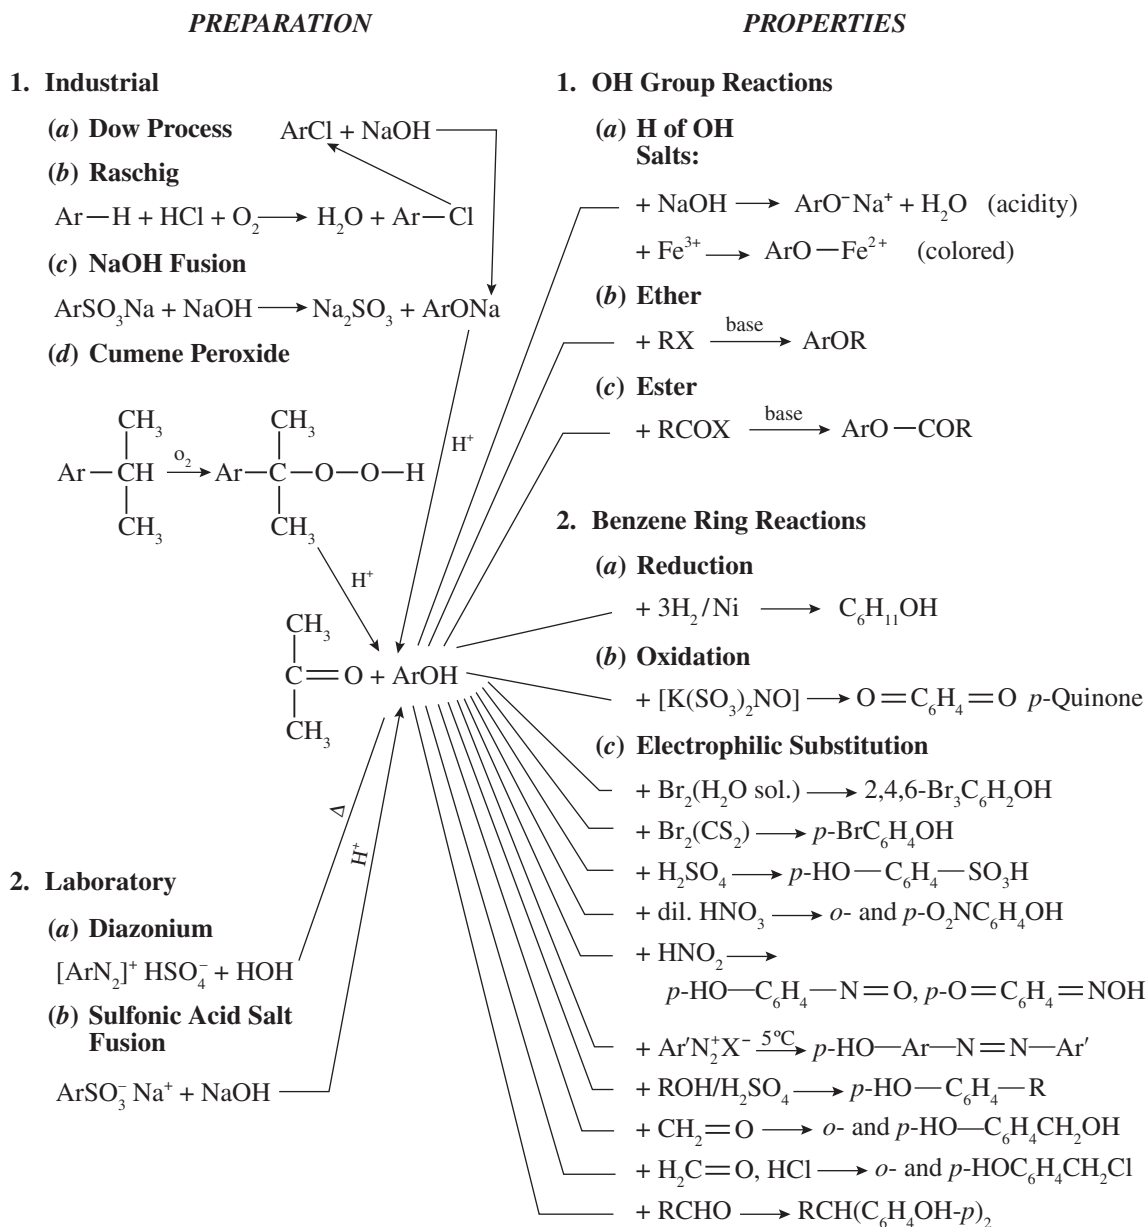 PREPARATION
1. Industrial
(a) Dow Process ArCl + NaOH
(b) Raschig
Ar—H + HCl + O₂ ⟶ H₂O + Ar—Cl
(c) NaOH Fusion
ArSO₃Na + NaOH ⟶ Na₂SO₃ + ArONa
(d) Cumene Peroxide
CH₃ CH₃
Ar—CH —O₂→ Ar—C—O—O—H
CH₃ CH₃
H⁺
H⁺
CH₃
C=O + ArOH
CH₃
Δ
H⁺
2. Laboratory
(a) Diazonium
[ArN₂]⁺ HSO₄⁻ + HOH
(b) Sulfonic Acid Salt
Fusion
ArSO₃⁻ Na⁺ + NaOH
PROPERTIES
1. OH Group Reactions
(a) H of OH
Salts:
+ NaOH ⟶ ArO⁻Na⁺ + H₂O (acidity)
+ Fe³⁺ ⟶ ArO—Fe²⁺ (colored)
(b) Ether
+ RX —base→ ArOR
(c) Ester
+ RCOX —base→ ArO—COR
2. Benzene Ring Reactions
(a) Reduction
+ 3H₂/Ni ⟶ C₆H₁₁OH
(b) Oxidation
+ [K(SO₃)₂NO] ⟶ O=C₆H₄=O p-Quinone
(c) Electrophilic Substitution
+ Br₂(H₂O sol.) ⟶ 2,4,6-Br₃C₆H₂OH
+ Br₂(CS₂) ⟶ p-BrC₆H₄OH
+ H₂SO₄ ⟶ p-HO—C₆H₄—SO₃H
+ dil. HNO₃ ⟶ o- and p-O₂NC₆H₄OH
+ HNO₂ ⟶
p-HO—C₆H₄—N=O, p-O=C₆H₄=NOH
+ Ar′N₂⁺X⁻ —5°C→ p-HO—Ar—N=N—Ar′
+ ROH/H₂SO₄ ⟶ p-HO—C₆H₄—R
+ CH₂=O ⟶ o- and p-HO—C₆H₄CH₂OH
+ H₂C=O, HCl ⟶ o- and p-HOC₆H₄CH₂Cl
+ RCHO ⟶ RCH(C₆H₄OH-p)₂